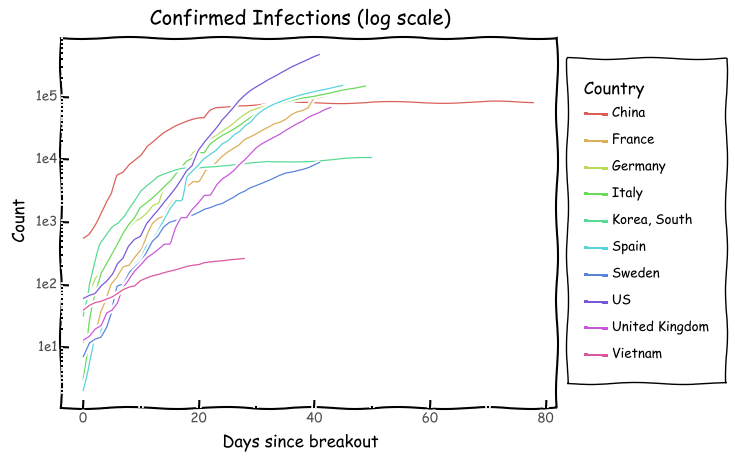 Confirmed Infections (log scale)
Count
1e5
1e4
1e3
1e2
1e1
0 20 40 60 80
Days since breakout
Country
China
France
Germany
Italy
Korea, South
Spain
Sweden
US
United Kingdom
Vietnam